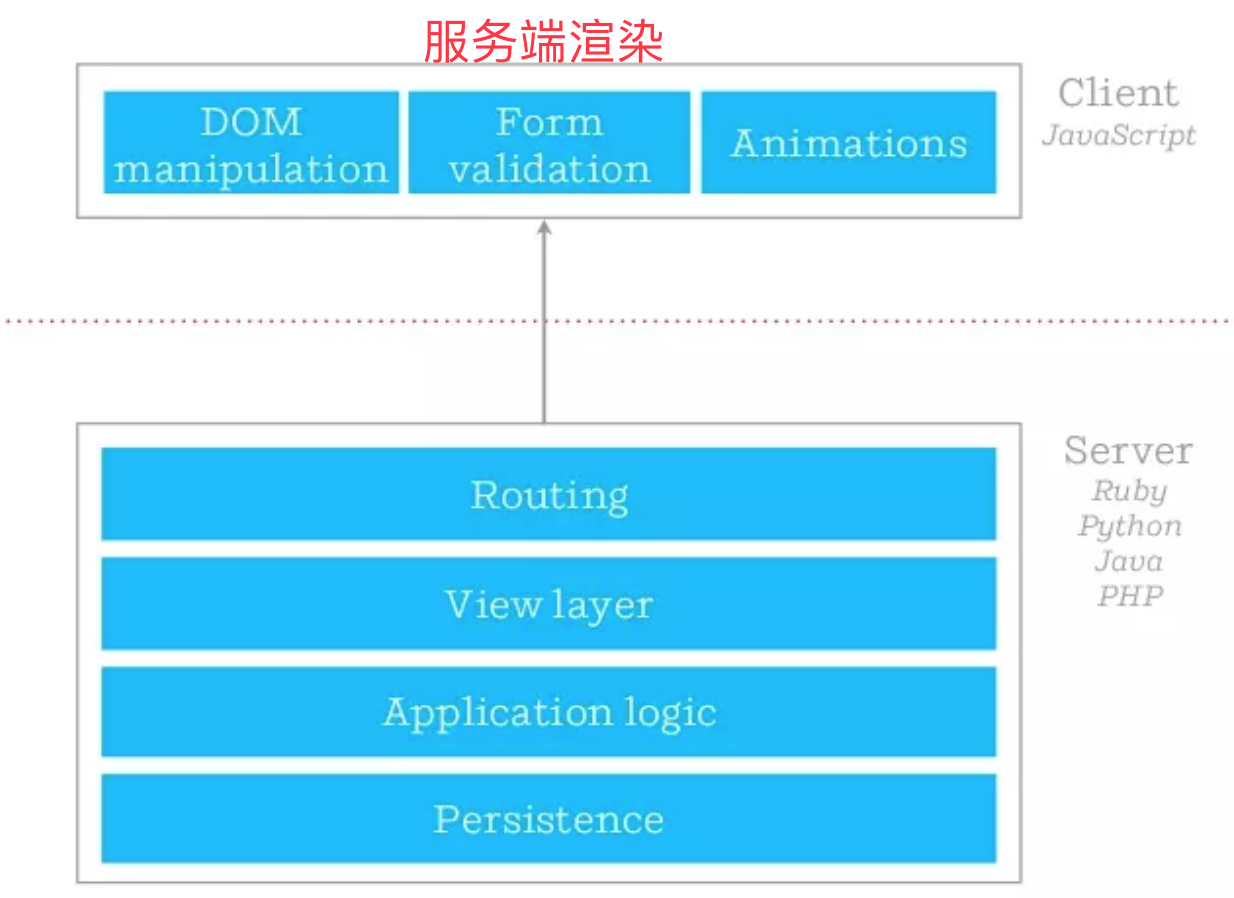 服务端渲染
DOM
manipulation
Form
validation
Animations
Client
JavaScript
Routing
View layer
Application logic
Persistence
Server
Ruby
Python
Java
PHP